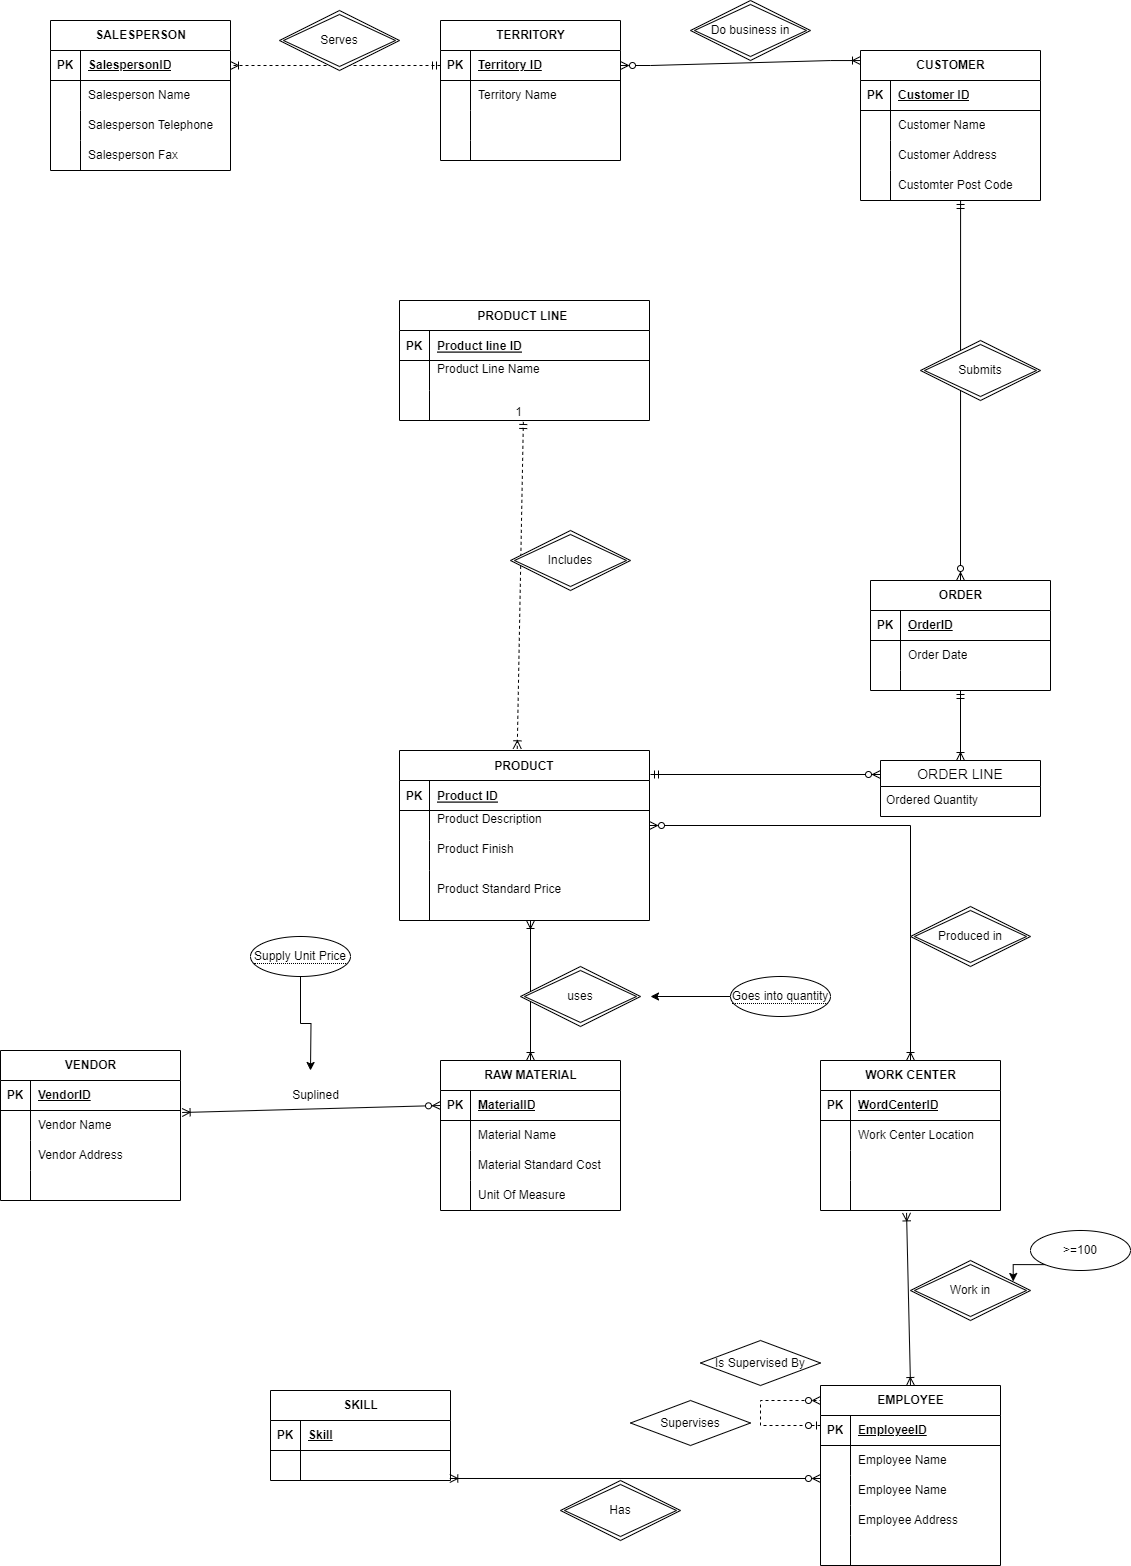 SALESPERSON
PK SalespersonID
Salesperson Name
Salesperson Telephone
Salesperson Fax
Serves
TERRITORY
PK Territory ID
Territory Name
Do business in
CUSTOMER
PK Customer ID
Customer Name
Customer Address
Customter Post Code
PRODUCT LINE
PK Product line ID
Product Line Name
1
Submits
Includes
ORDER
PK OrderID
Order Date
PRODUCT
PK Product ID
Product Description
Product Finish
Product Standard Price
ORDER LINE
Ordered Quantity
Produced in
Supply Unit Price
uses
Goes into quantity
VENDOR
PK VendorID
Vendor Name
Vendor Address
Suplined
RAW MATERIAL
PK MaterialID
Material Name
Material Standard Cost
Unit Of Measure
WORK CENTER
PK WordCenterID
Work Center Location
>=100
Work in
Is Supervised By
Supervises
SKILL
PK Skill
Has
EMPLOYEE
PK EmployeeID
Employee Name
Employee Name
Employee Address